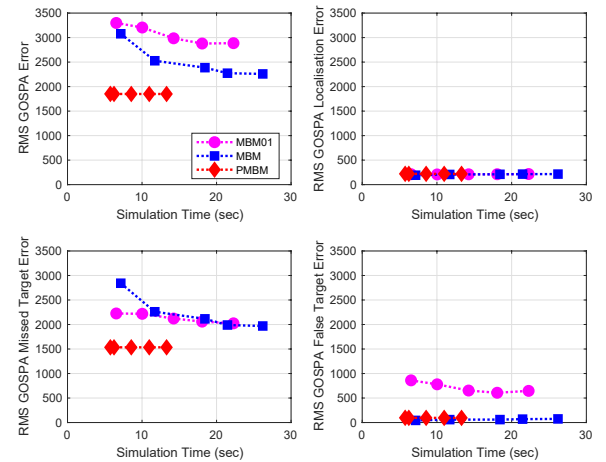 3500
3000
2500
2000
1500
1000
500
0
RMS GOSPA Error
0 10 20 30
Simulation Time (sec)
MBM01
MBM
PMBM
3500
3000
2500
2000
1500
1000
500
0
RMS GOSPA Localisation Error
0 10 20 30
Simulation Time (sec)
3500
3000
2500
2000
1500
1000
500
0
RMS GOSPA Missed Target Error
0 10 20 30
Simulation Time (sec)
3500
3000
2500
2000
1500
1000
500
0
RMS GOSPA False Target Error
0 10 20 30
Simulation Time (sec)